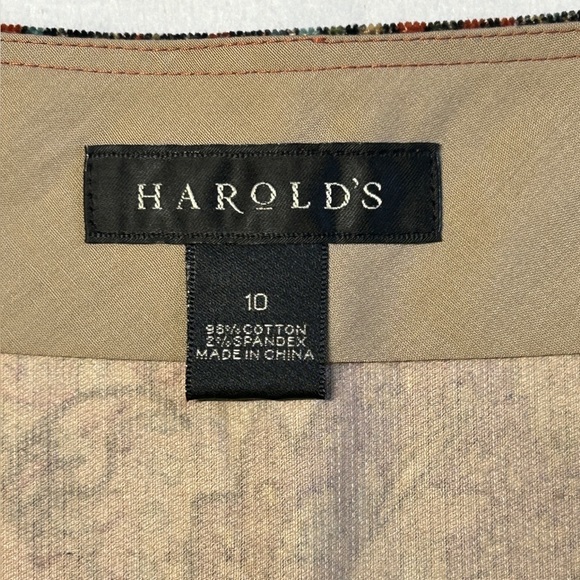 HAROLD'S
10
98% COTTON
2% SPANDEX
MADE IN CHINA